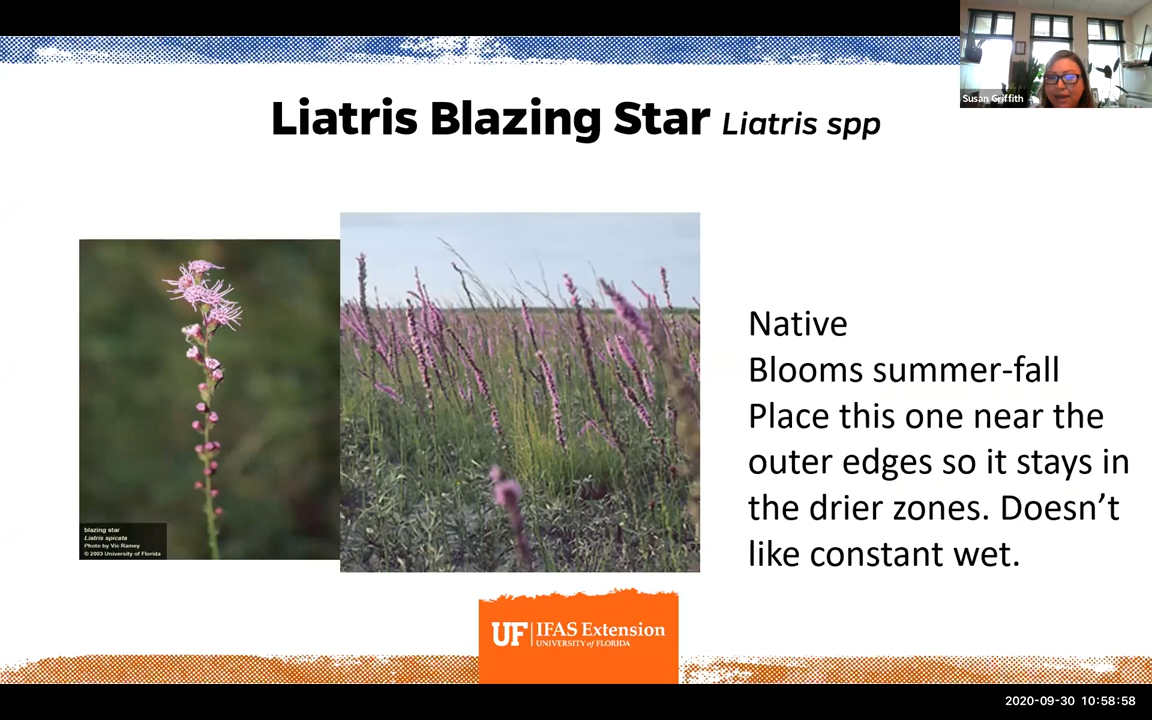 Susan Griffith
Liatris Blazing Star Liatris spp
Native
Blooms summer-fall
Place this one near the
outer edges so it stays in
the drier zones. Doesn’t
like constant wet.
blazing star
Liatris spicata
Photo by Vic Ramey
© 2003 University of Florida
UF IFAS Extension
UNIVERSITY of FLORIDA
2020-09-30 10:58:58